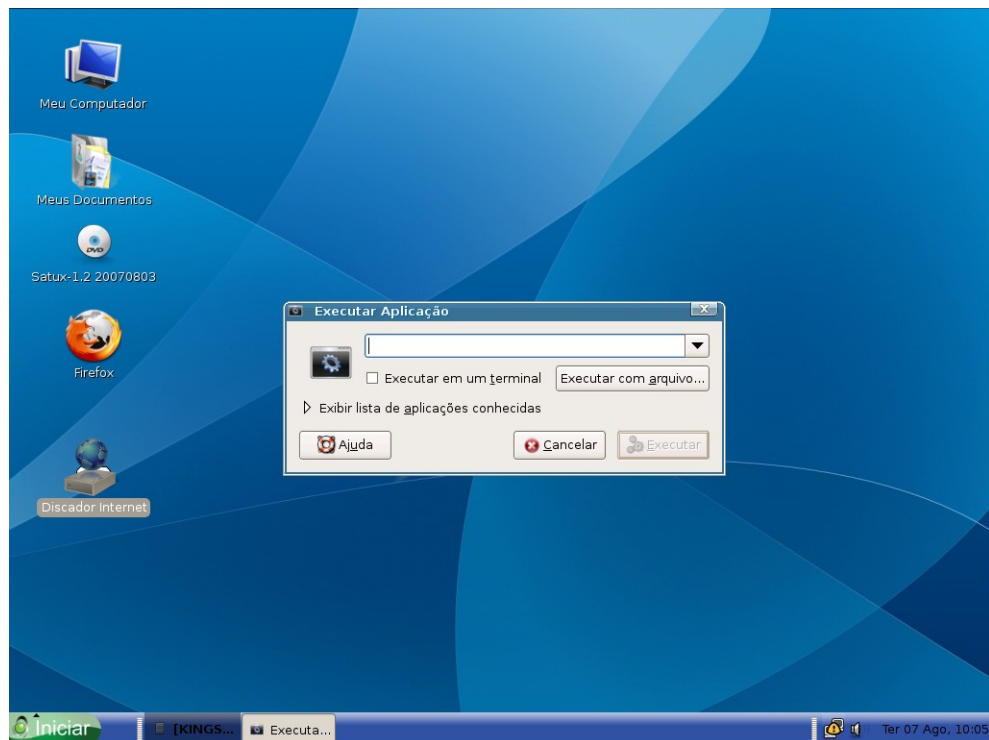 Meu Computador
Meus Documentos
DVD
Satux-1.2 20070803
Firefox
Discador Internet
Executar Aplicação
Executar em um terminal
Executar com arquivo...
Exibir lista de aplicações conhecidas
Ajuda
Cancelar
Executar
Iniciar
[KINGS...
Executa...
Ter 07 Ago, 10:05